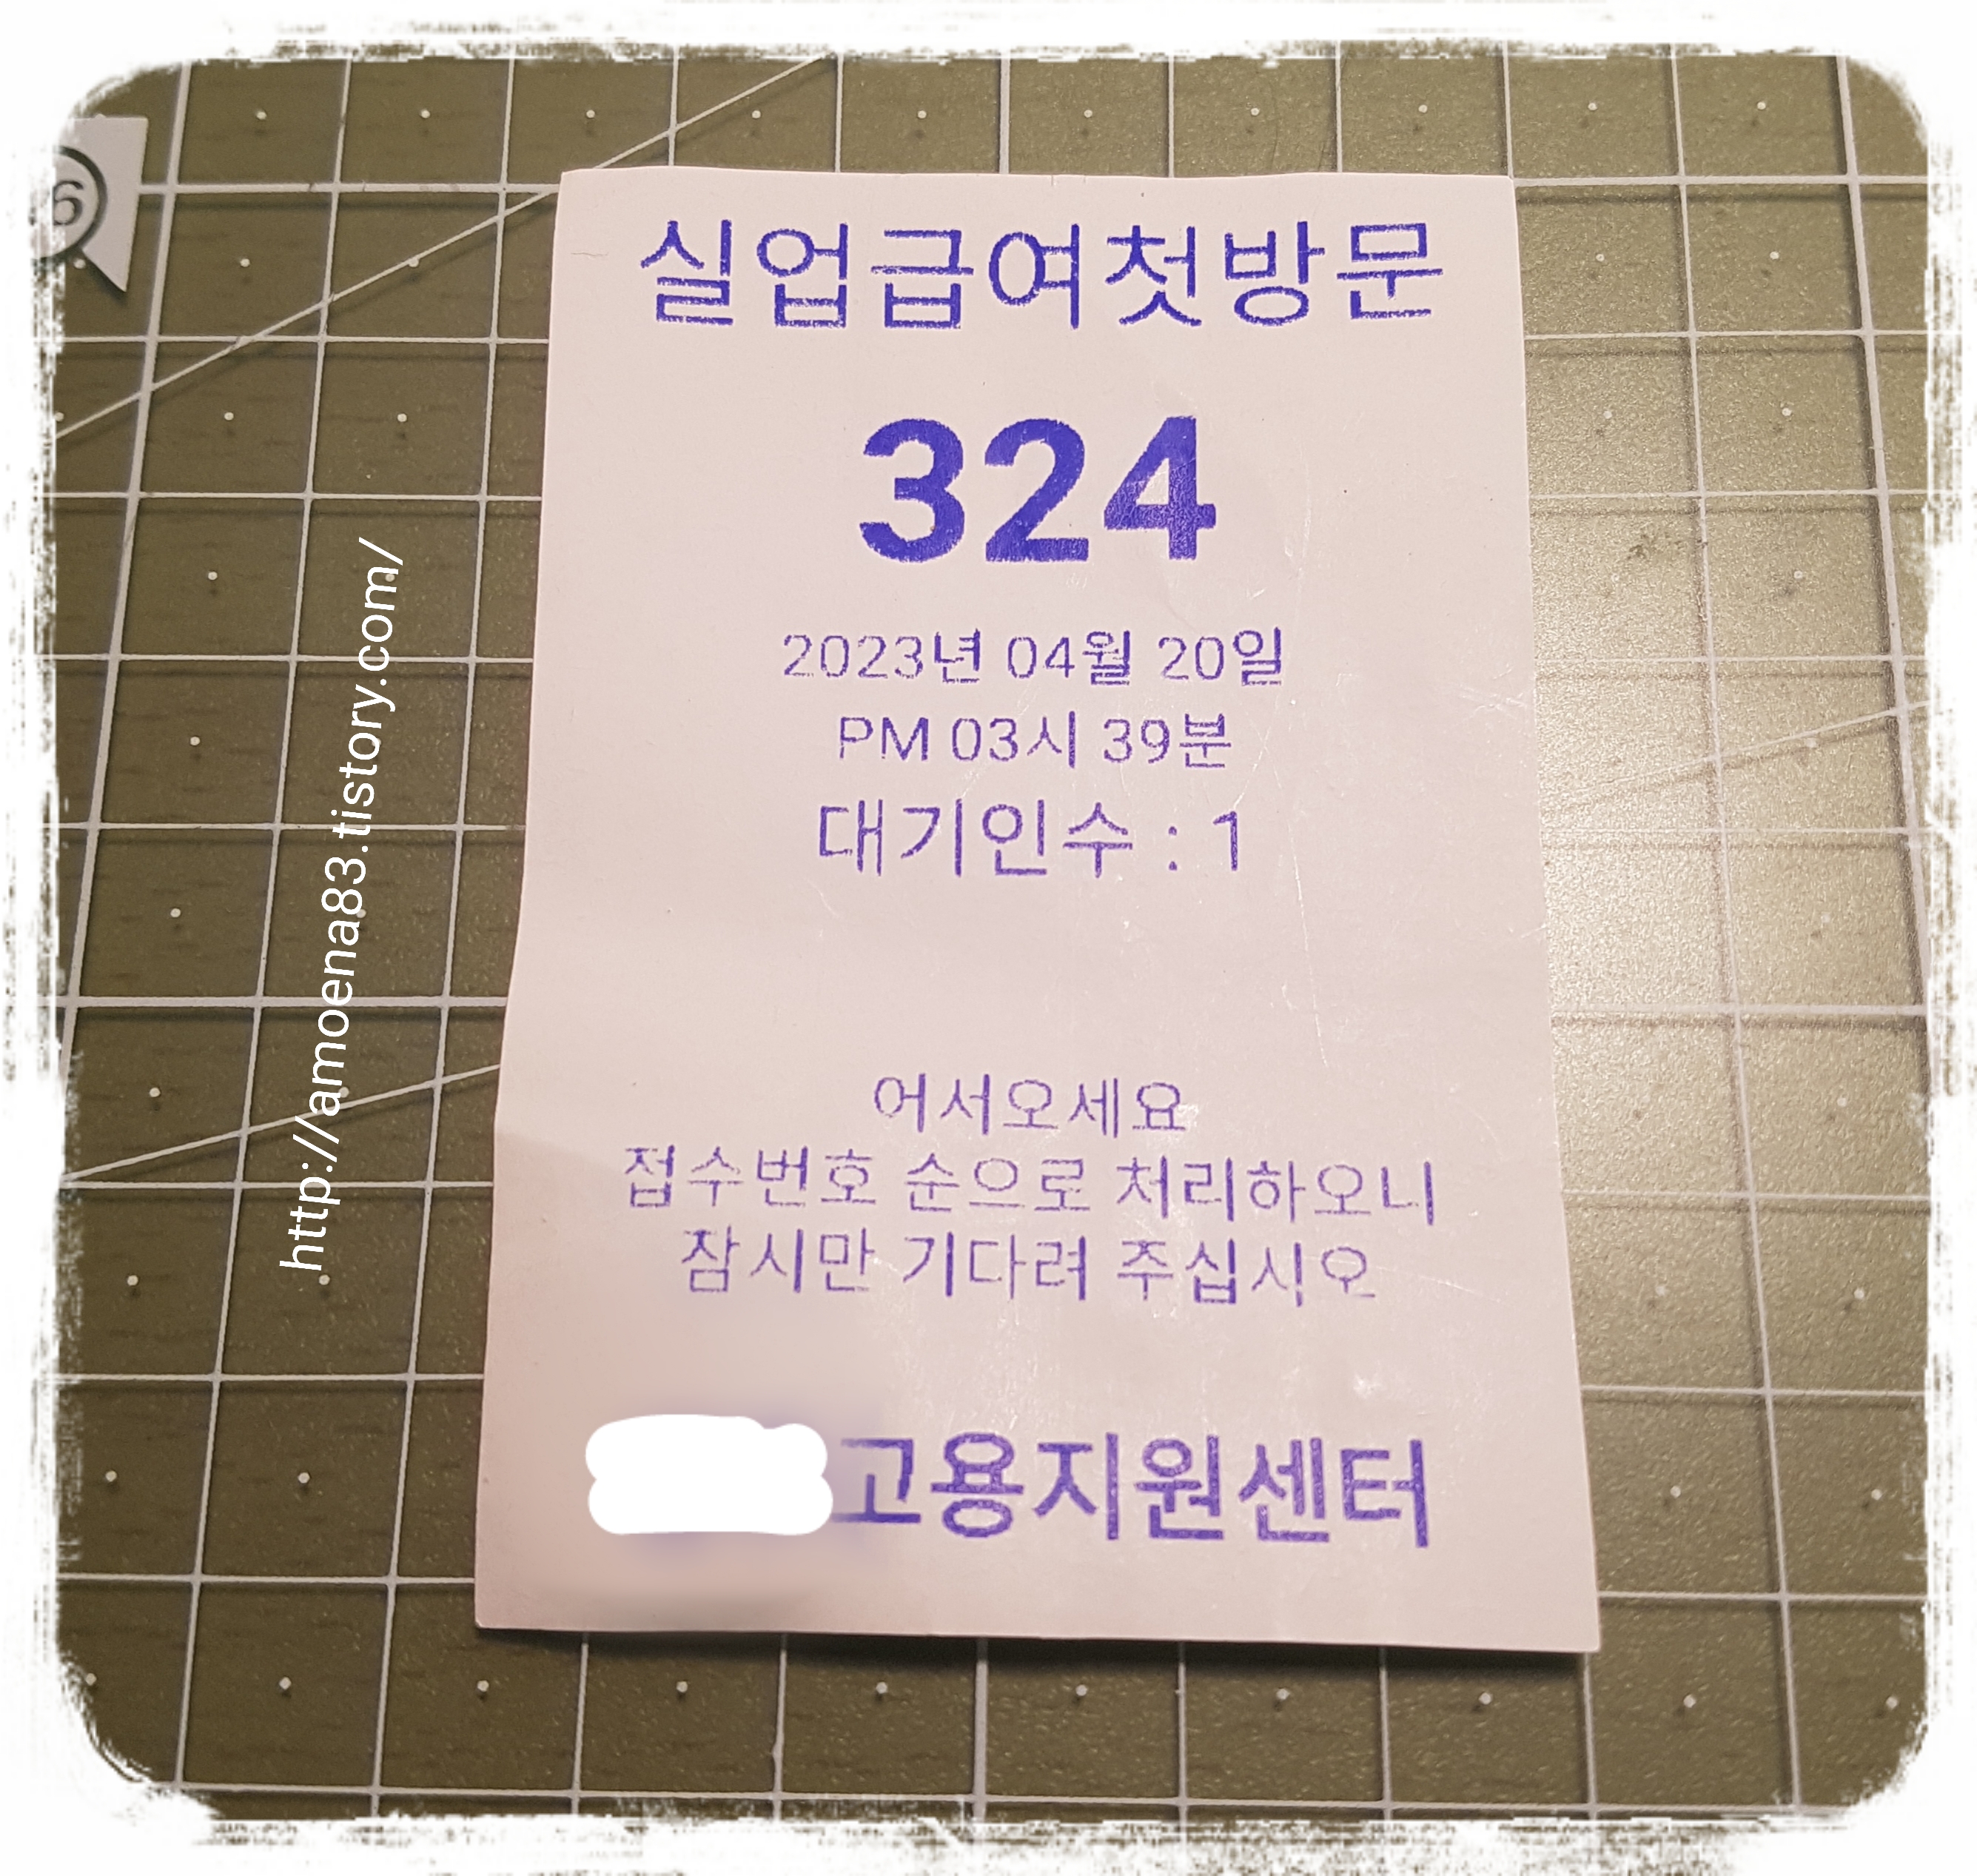 실업급여첫방문
324
2023년 04월 20일
PM 03시 39분
대기인수 : 1
어서오세요
접수번호 순으로 처리하오니
잠시만 기다려 주십시오
고용지원센터
http://amoena83.tistory.com/
6